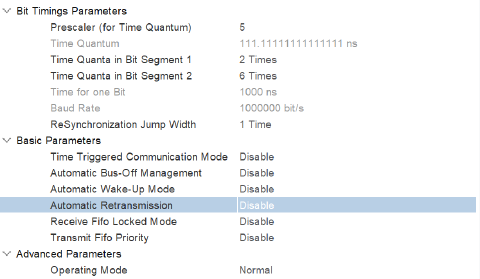 Bit Timings Parameters
Prescaler (for Time Quantum) 5
Time Quantum 111.11111111111111 ns
Time Quanta in Bit Segment 1 2 Times
Time Quanta in Bit Segment 2 6 Times
Time for one Bit 1000 ns
Baud Rate 1000000 bit/s
ReSynchronization Jump Width 1 Time
Basic Parameters
Time Triggered Communication Mode Disable
Automatic Bus-Off Management Disable
Automatic Wake-Up Mode Disable
Automatic Retransmission Disable
Receive Fifo Locked Mode Disable
Transmit Fifo Priority Disable
Advanced Parameters
Operating Mode Normal